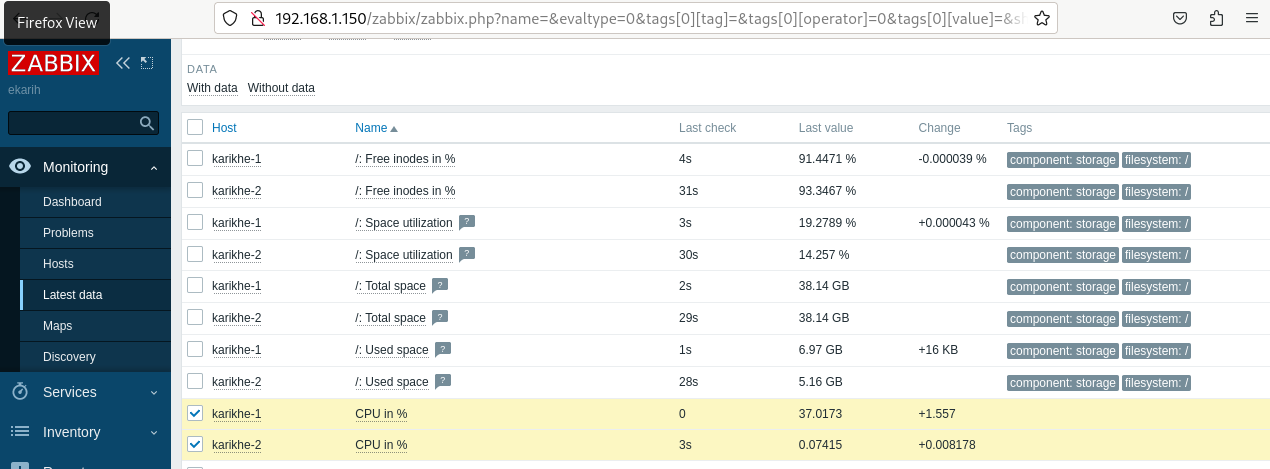 Firefox View
192.168.1.150/zabbix/zabbix.php?name=&evaltype=0&tags[0][tag]=&tags[0][operator]=0&tags[0][value]=&sh
ZABBIX
ekarih
Monitoring
Dashboard
Problems
Hosts
Latest data
Maps
Discovery
Services
Inventory
DATA
With data Without data
Host Name Last check Last value Change Tags
karikhe-1 /: Free inodes in % 4s 91.4471 % -0.000039 % component: storage filesystem: /
karikhe-2 /: Free inodes in % 31s 93.3467 % component: storage filesystem: /
karikhe-1 /: Space utilization ? 3s 19.2789 % +0.000043 % component: storage filesystem: /
karikhe-2 /: Space utilization ? 30s 14.257 % component: storage filesystem: /
karikhe-1 /: Total space ? 2s 38.14 GB component: storage filesystem: /
karikhe-2 /: Total space ? 29s 38.14 GB component: storage filesystem: /
karikhe-1 /: Used space ? 1s 6.97 GB +16 KB component: storage filesystem: /
karikhe-2 /: Used space ? 28s 5.16 GB component: storage filesystem: /
karikhe-1 CPU in % 0 37.0173 +1.557
karikhe-2 CPU in % 3s 0.07415 +0.008178